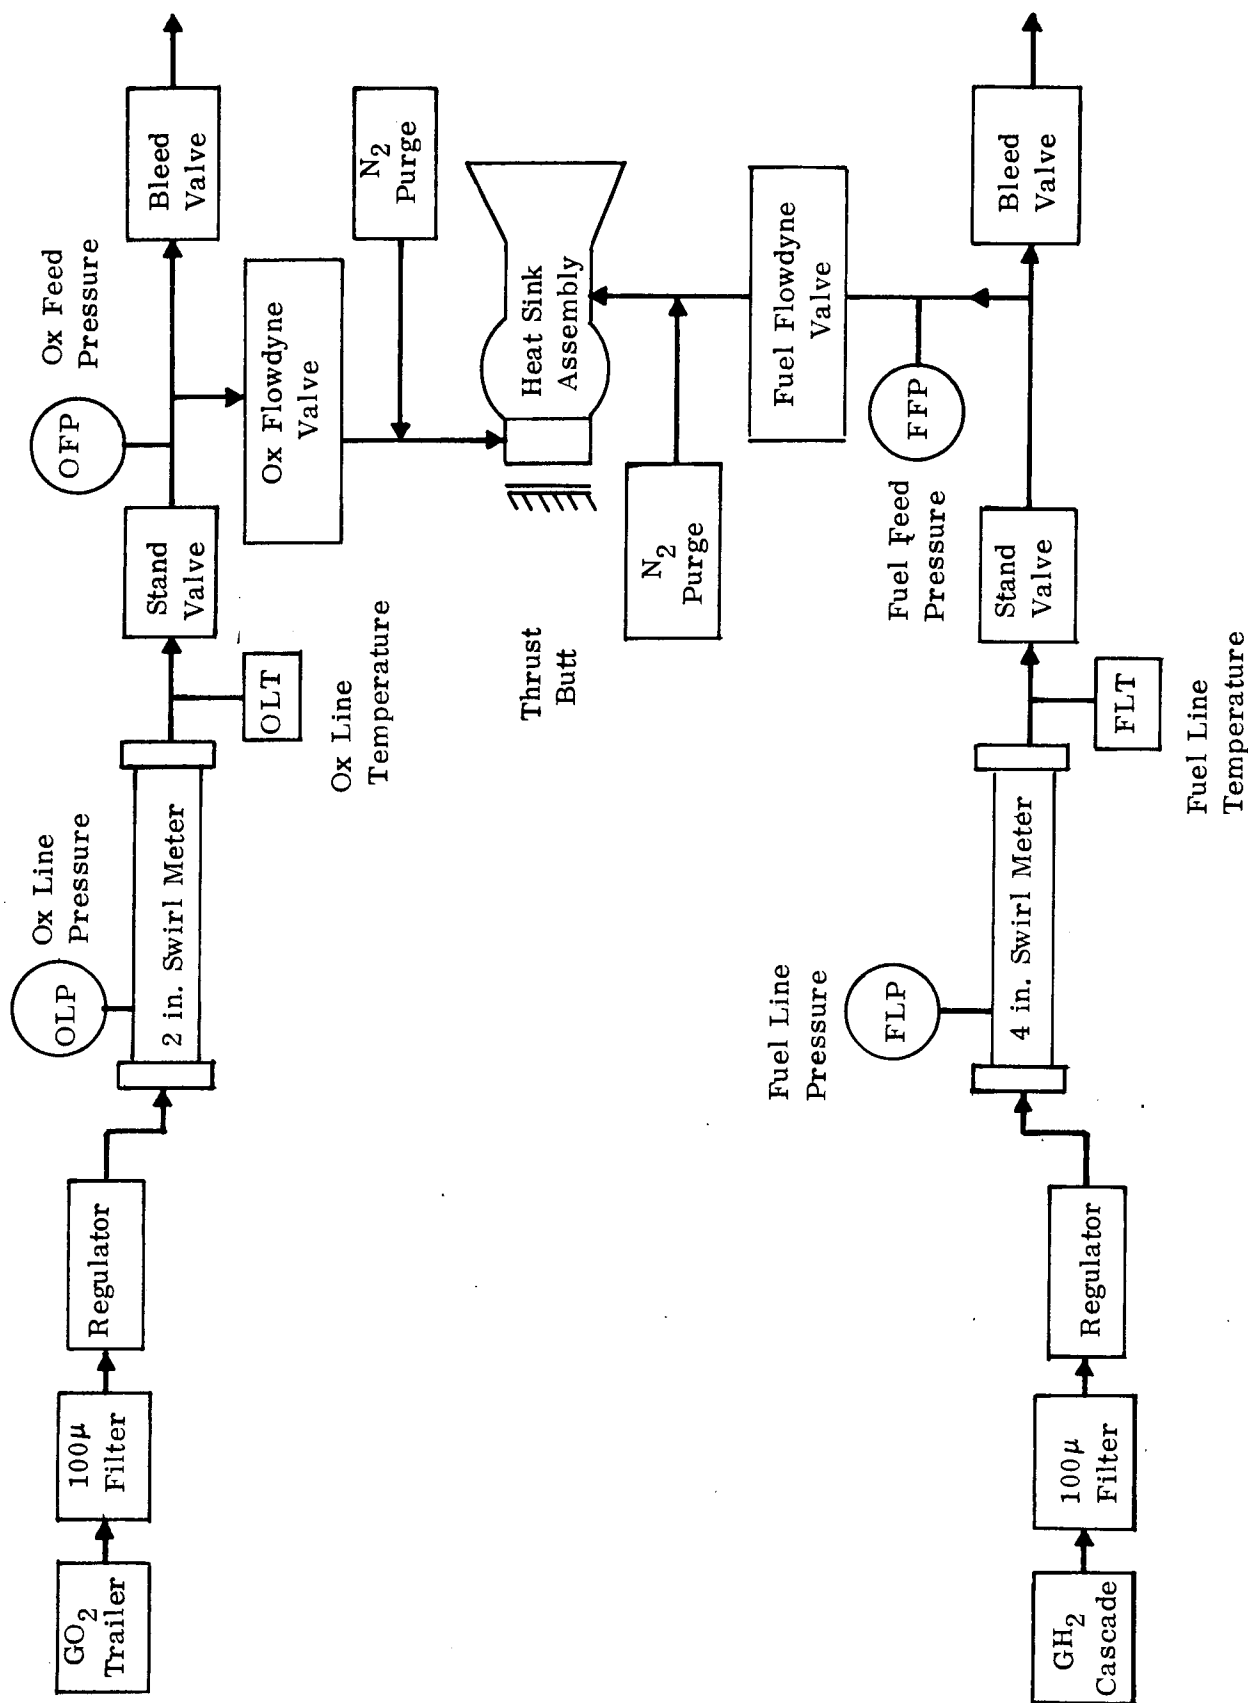 GO2
Trailer
100μ
Filter
Regulator
OLP
Ox Line
Pressure
2 in. Swirl Meter
OLT
Ox Line
Temperature
Stand
Valve
OFP
Ox Feed
Pressure
Bleed
Valve
Ox Flowdyne
Valve
N2
Purge
Thrust
Butt
Heat Sink
Assembly
N2
Purge
Fuel Flowdyne
Valve
FFP
Fuel Feed
Pressure
GH2
Cascade
100μ
Filter
Regulator
Fuel Line
Pressure
FLP
4 in. Swirl Meter
FLT
Fuel Line
Temperature
Stand
Valve
Bleed
Valve